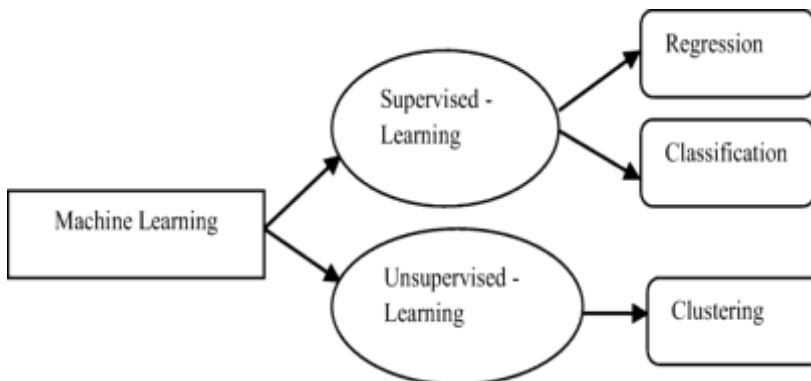 Regression
Supervised -
Learning
Classification
Machine Learning
Unsupervised -
Learning
Clustering